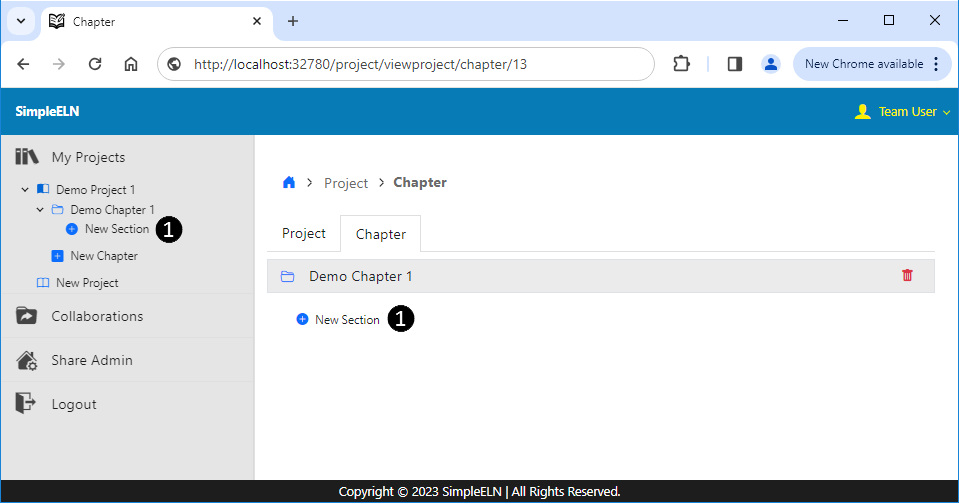 Chapter
http://localhost:32780/project/viewproject/chapter/13
New Chrome available
SimpleELN
Team User
My Projects
Demo Project 1
Demo Chapter 1
New Section 1
New Chapter
New Project
Collaborations
Share Admin
Logout
Project Chapter
Project Chapter
Demo Chapter 1
New Section 1
Copyright © 2023 SimpleELN | All Rights Reserved.